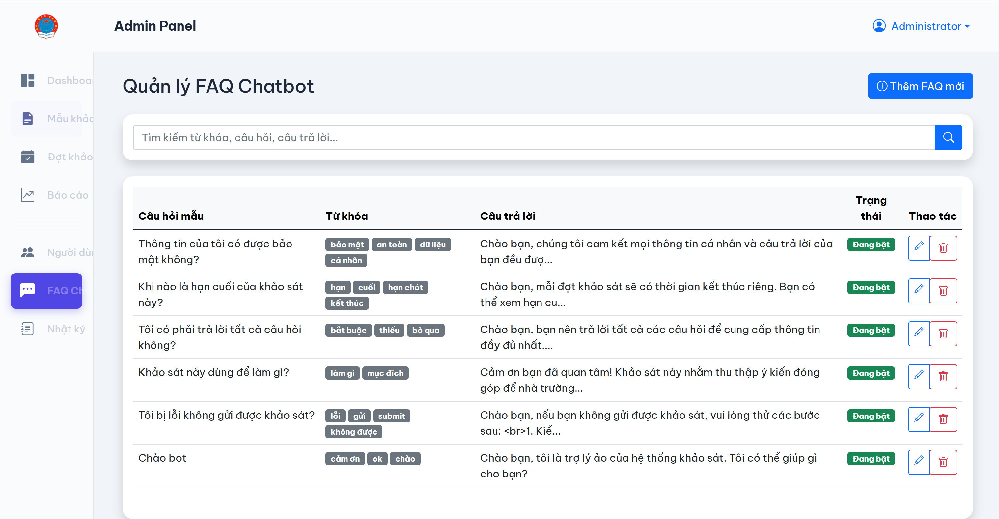 Admin Panel
Administrator
Dashboar
Mẫu khảo
Đợt khảo
Báo cáo
Người dùn
FAQ Cha
Nhật ký
Quản lý FAQ Chatbot
Thêm FAQ mới
Tìm kiếm từ khóa, câu hỏi, câu trả lời...
Câu hỏi mẫu
Từ khóa
Câu trả lời
Trạng
thái
Thao tác
Thông tin của tôi có được bảo
mật không?
bảo mật an toàn dữ liệu
cá nhân
Chào bạn, chúng tôi cam kết mọi thông tin cá nhân và câu trả lời của
bạn đều đượ...
Đang bật
Khi nào là hạn cuối của khảo sát
này?
hạn cuối hạn chót
kết thúc
Chào bạn, mỗi đợt khảo sát sẽ có thời gian kết thúc riêng. Bạn có
thể xem hạn cu...
Đang bật
Tôi có phải trả lời tất cả câu hỏi
không?
bắt buộc thiếu bỏ qua
Chào bạn, bạn nên trả lời tất cả các câu hỏi để cung cấp thông tin
đầy đủ nhất....
Đang bật
Khảo sát này dùng để làm gì?
làm gì mục đích
Cảm ơn bạn đã quan tâm! Khảo sát này nhằm thu thập ý kiến đóng
góp để nhà trường...
Đang bật
Tôi bị lỗi không gửi được khảo sát?
lỗi gửi submit
không được
Chào bạn, nếu bạn không gửi được khảo sát, vui lòng thử các bước
sau: <br>1. Kiể...
Đang bật
Chào bot
cảm ơn ok chào
Chào bạn, tôi là trợ lý ảo của hệ thống khảo sát. Tôi có thể giúp gì
cho bạn?
Đang bật